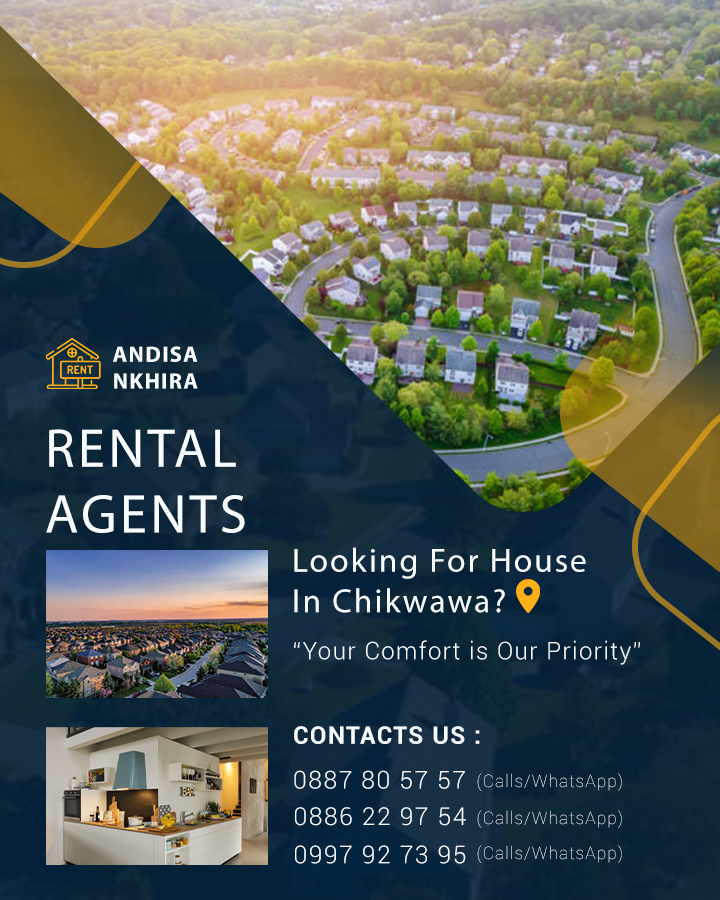 RENT
ANDISA
NKHIRA
RENTAL
AGENTS
Looking For House
In Chikwawa?
“Your Comfort is Our Priority”
CONTACTS US :
0887 80 57 57 (Calls/WhatsApp)
0886 22 97 54 (Calls/WhatsApp)
0997 92 73 95 (Calls/WhatsApp)